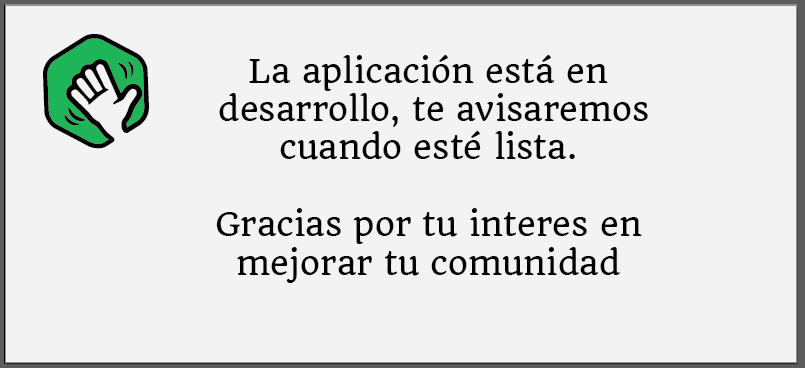 La aplicación está en
desarrollo, te avisaremos
cuando esté lista.
Gracias por tu interes en
mejorar tu comunidad